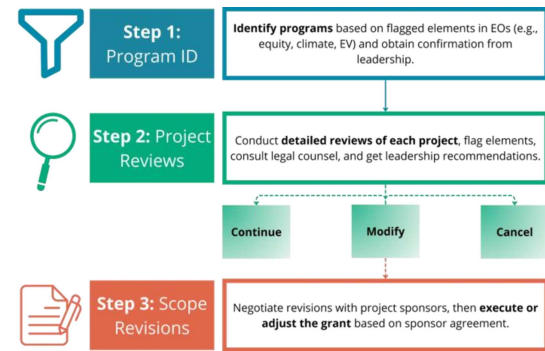 Step 1:
Program ID
Identify programs based on flagged elements in EOs (e.g.,
equity, climate, EV) and obtain confirmation from
leadership.
Step 2: Project
Reviews
Conduct detailed reviews of each project, flag elements,
consult legal counsel, and get leadership recommendations.
Continue
Modify
Cancel
Step 3: Scope
Revisions
Negotiate revisions with project sponsors, then execute or
adjust the grant based on sponsor agreement.